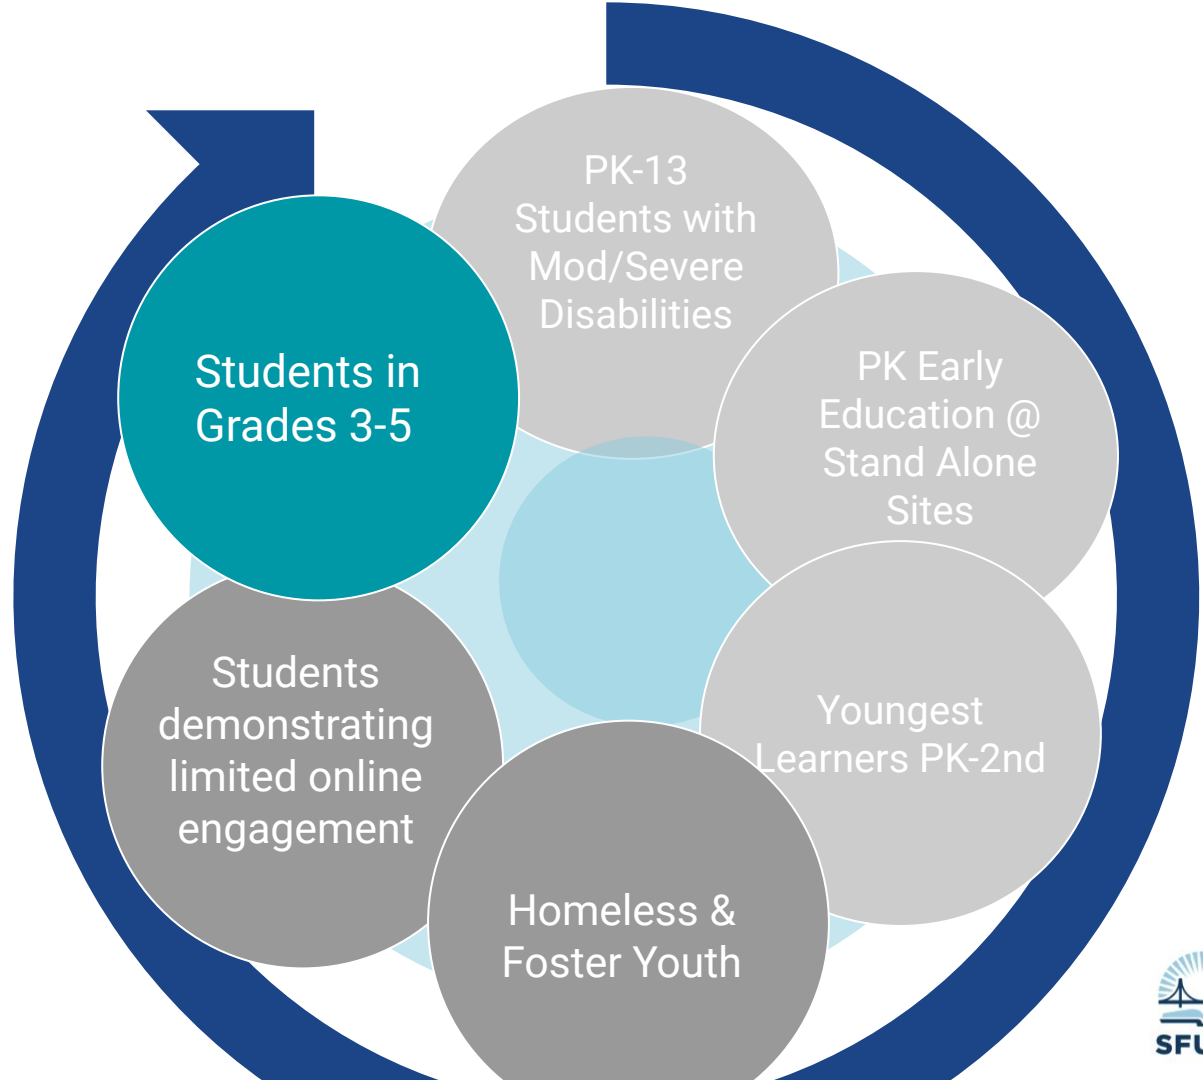 PK-13
Students with
Mod/Severe
Disabilities
PK Early
Education @
Stand Alone
Sites
Youngest
Learners PK-2nd
Homeless &
Foster Youth
Students
demonstrating
limited online
engagement
Students in
Grades 3-5